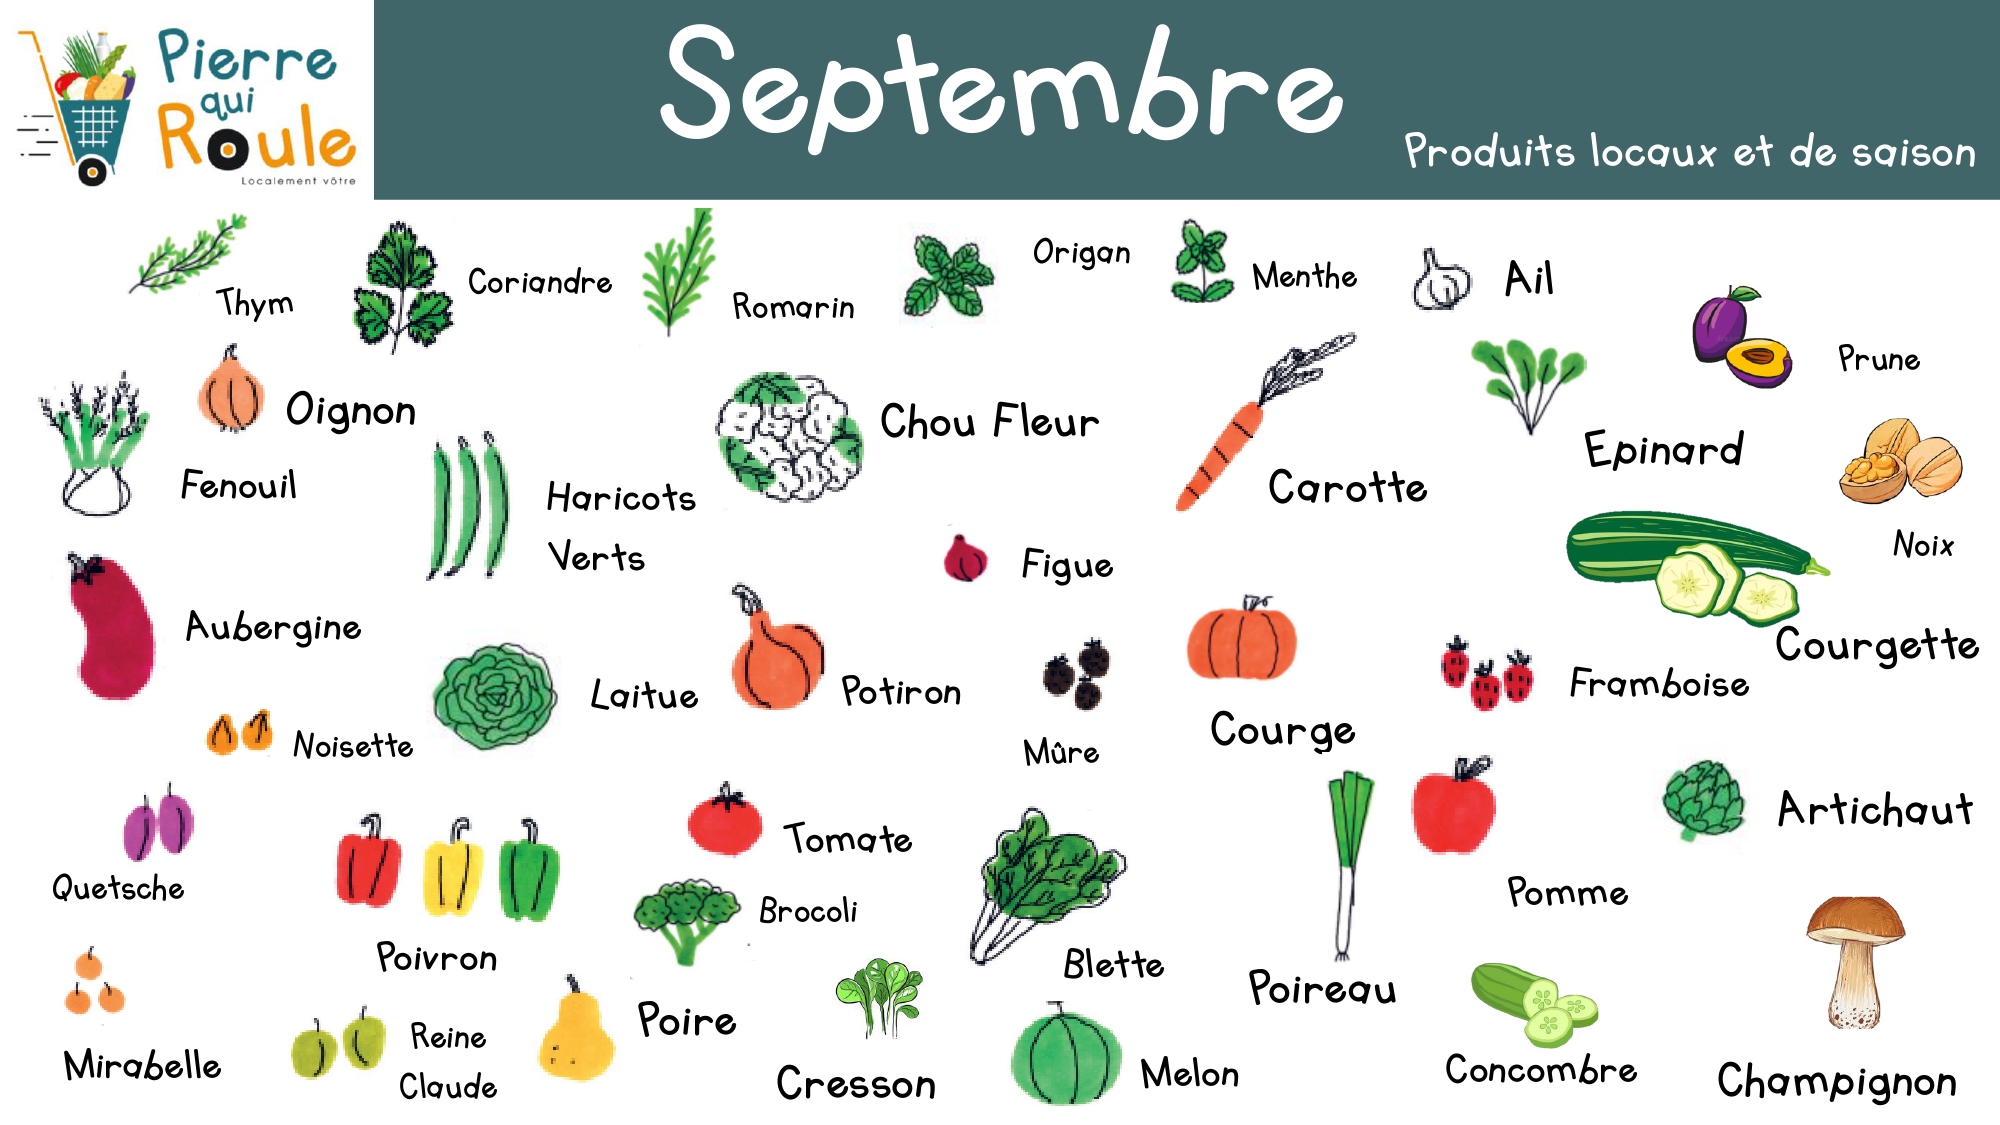 Pierre
qui
Roule
Localement vôtre
Septembre
Produits locaux et de saison
Thym
Coriandre
Romarin
Origan
Menthe
Ail
Prune
Oignon
Chou Fleur
Epinard
Fenouil
Haricots
Verts
Carotte
Noix
Figue
Aubergine
Courgette
Laitue
Potiron
Framboise
Noisette
Mûre
Courge
Tomate
Artichaut
Quetsche
Brocoli
Pomme
Poivron
Blette
Poireau
Poire
Reine
Claude
Mirabelle
Cresson
Melon
Concombre
Champignon